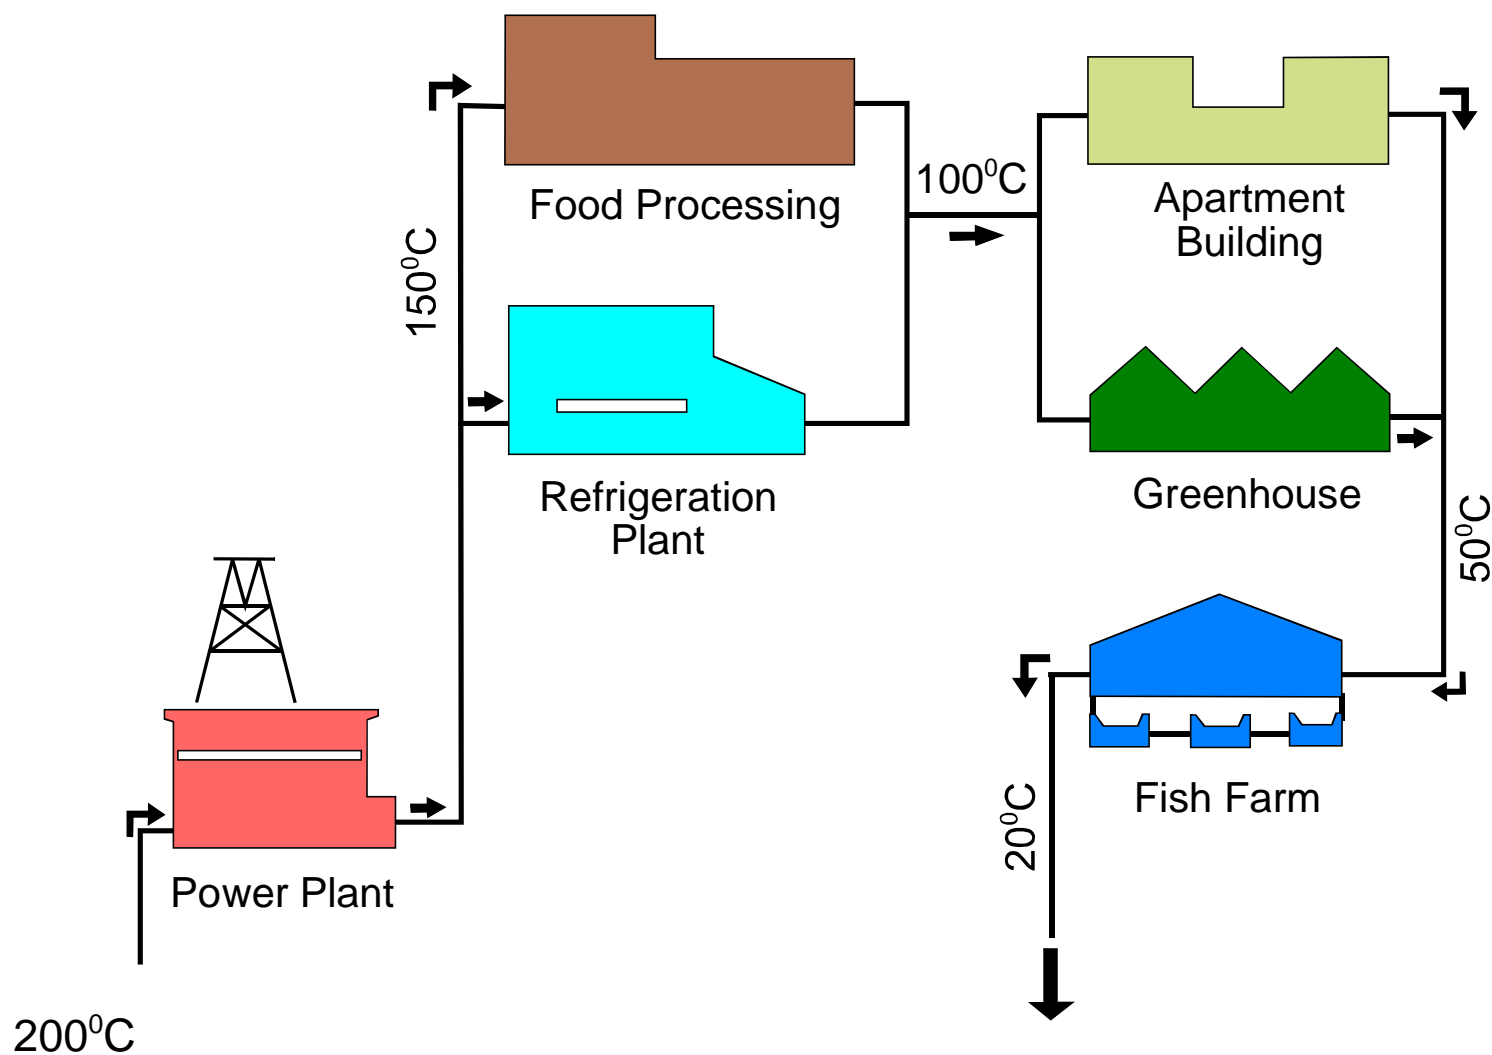 Food Processing
100⁰C
Apartment
Building
150⁰C
Refrigeration
Plant
Greenhouse
50⁰C
Fish Farm
20⁰C
Power Plant
200⁰C